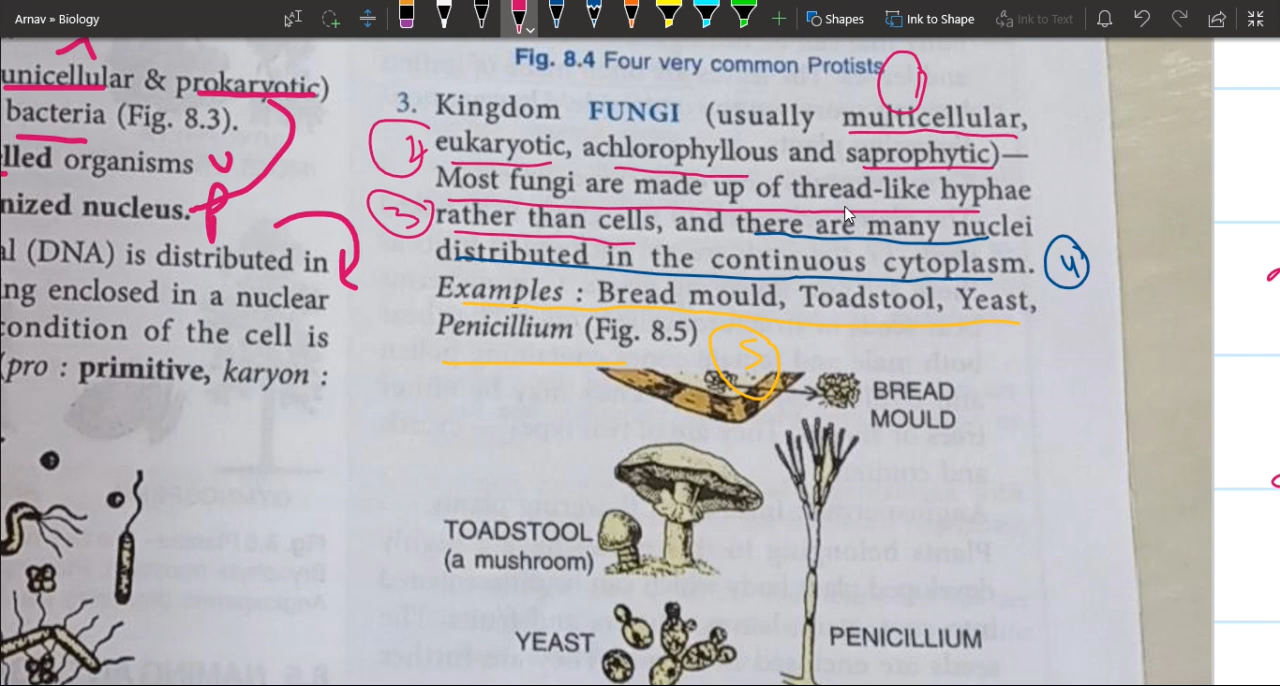 Arnav » Biology
Shapes
Ink to Shape
Ink to Text
unicellular & prokaryotic)
bacteria (Fig. 8.3).
lled organisms
nized nucleus.
al (DNA) is distributed in
ng enclosed in a nuclear
condition of the cell is
(pro : primitive, karyon :
Fig. 8.4 Four very common Protists
3. Kingdom FUNGI (usually multicellular,
eukaryotic, achlorophyllous and saprophytic)—
Most fungi are made up of thread-like hyphae
rather than cells, and there are many nuclei
distributed in the continuous cytoplasm.
Examples : Bread mould, Toadstool, Yeast,
Penicillium (Fig. 8.5)
1
3
4
5
BREAD
MOULD
TOADSTOOL
(a mushroom)
YEAST
PENICILLIUM